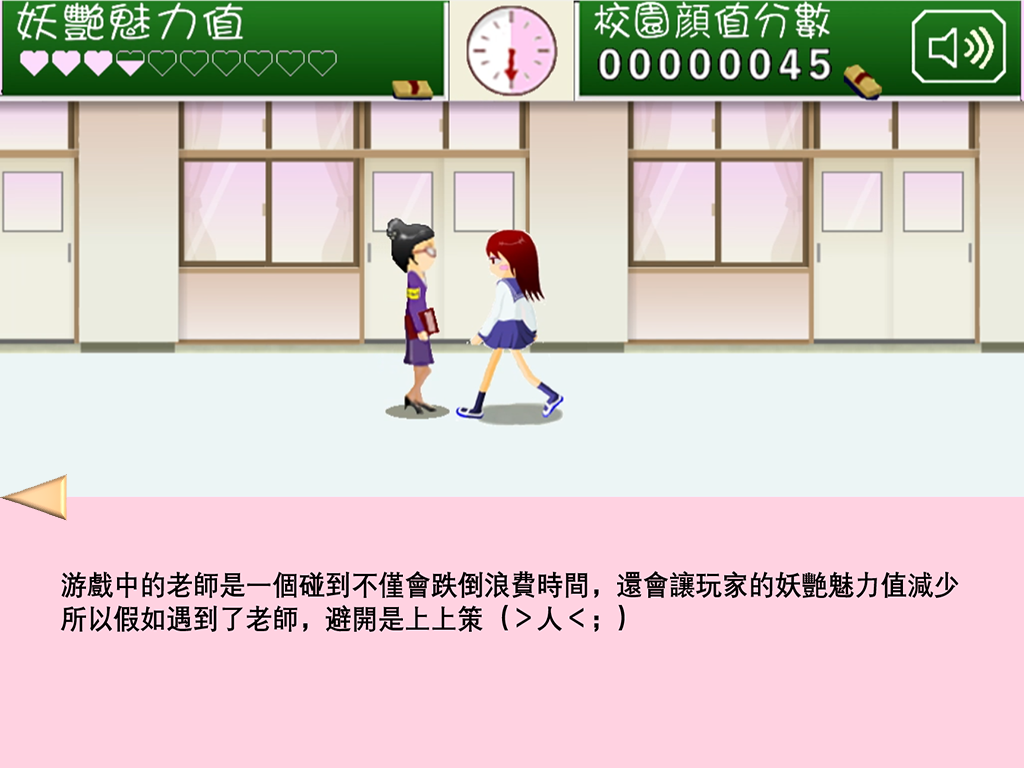 妖艷魅力值
校園顏值分數
00000045
游戲中的老師是一個碰到不僅會跌倒浪費時間，還會讓玩家的妖艷魅力值減少
所以假如遇到了老師，避開是上上策（＞人＜；）